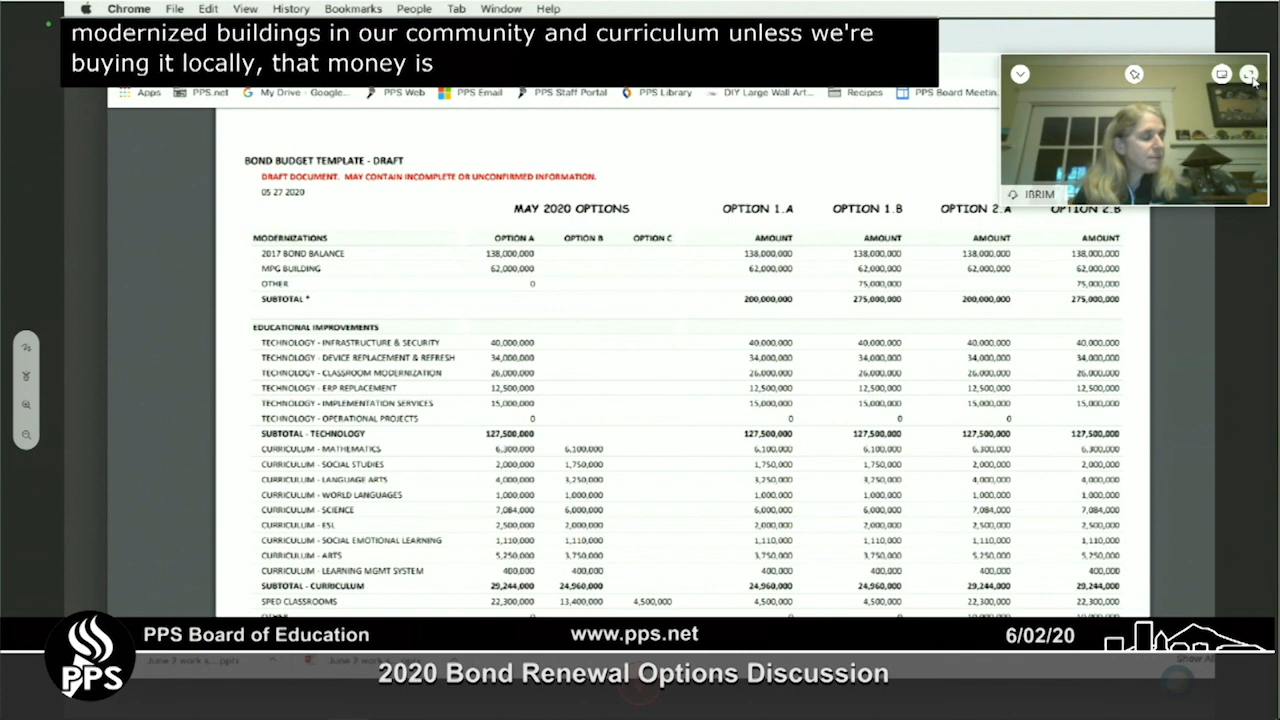 Chrome File Edit View History Bookmarks People Tab Window Help
modernized buildings in our community and curriculum unless we're
buying it locally, that money is
Apps PPS.net My Drive - Google... PPS Web PPS Email PPS Staff Portal PPS Library DIY Large Wall Art... Recipes PPS Board Meetin...
JBRIM
BOND BUDGET TEMPLATE - DRAFT
DRAFT DOCUMENT. MAY CONTAIN INCOMPLETE OR UNCONFIRMED INFORMATION.
05 27 2020
MAY 2020 OPTIONS OPTION 1.A OPTION 1.B OPTION 2.A OPTION 2.B
MODERNIZATIONS OPTION A OPTION B OPTION C AMOUNT AMOUNT AMOUNT AMOUNT
2017 BOND BALANCE 138,000,000 138,000,000 138,000,000 138,000,000 138,000,000
MPG BUILDING 62,000,000 62,000,000 62,000,000 62,000,000 62,000,000
OTHER 0 75,000,000 75,000,000
SUBTOTAL * 200,000,000 275,000,000 200,000,000 275,000,000
EDUCATIONAL IMPROVEMENTS
TECHNOLOGY - INFRASTRUCTURE & SECURITY 40,000,000 40,000,000 40,000,000 40,000,000 40,000,000
TECHNOLOGY - DEVICE REPLACEMENT & REFRESH 34,000,000 34,000,000 34,000,000 34,000,000 34,000,000
TECHNOLOGY - CLASSROOM MODERNIZATION 26,000,000 26,000,000 26,000,000 26,000,000 26,000,000
TECHNOLOGY - ERP REPLACEMENT 12,500,000 12,500,000 12,500,000 12,500,000 12,500,000
TECHNOLOGY - IMPLEMENTATION SERVICES 15,000,000 15,000,000 15,000,000 15,000,000 15,000,000
TECHNOLOGY - OPERATIONAL PROJECTS 0 0 0 0
SUBTOTAL - TECHNOLOGY 127,500,000 127,500,000 127,500,000 127,500,000 127,500,000
CURRICULUM - MATHEMATICS 6,300,000 6,100,000 6,100,000 6,100,000 6,300,000 6,300,000
CURRICULUM - SOCIAL STUDIES 2,000,000 1,750,000 1,750,000 1,750,000 2,000,000 2,000,000
CURRICULUM - LANGUAGE ARTS 4,000,000 3,250,000 3,250,000 3,250,000 4,000,000 4,000,000
CURRICULUM - WORLD LANGUAGES 1,000,000 1,000,000 1,000,000 1,000,000 1,000,000 1,000,000
CURRICULUM - SCIENCE 7,084,000 6,000,000 6,000,000 6,000,000 7,084,000 7,084,000
CURRICULUM - ESL 2,500,000 2,000,000 2,000,000 2,000,000 2,500,000 2,500,000
CURRICULUM - SOCIAL EMOTIONAL LEARNING 1,110,000 1,110,000 1,110,000 1,110,000 1,110,000 1,110,000
CURRICULUM - ARTS 5,250,000 3,750,000 3,750,000 3,750,000 5,250,000 5,250,000
CURRICULUM - LEARNING MGMT SYSTEM 400,000 400,000 400,000 400,000 400,000 400,000
SUBTOTAL - CURRICULUM 29,244,000 24,960,000 24,960,000 24,960,000 29,244,000 29,244,000
SPED CLASSROOMS 22,300,000 13,400,000 4,500,000 4,500,000 4,500,000 22,300,000 22,300,000
PPS Board of Education www.pps.net 6/02/20
PPS
2020 Bond Renewal Options Discussion